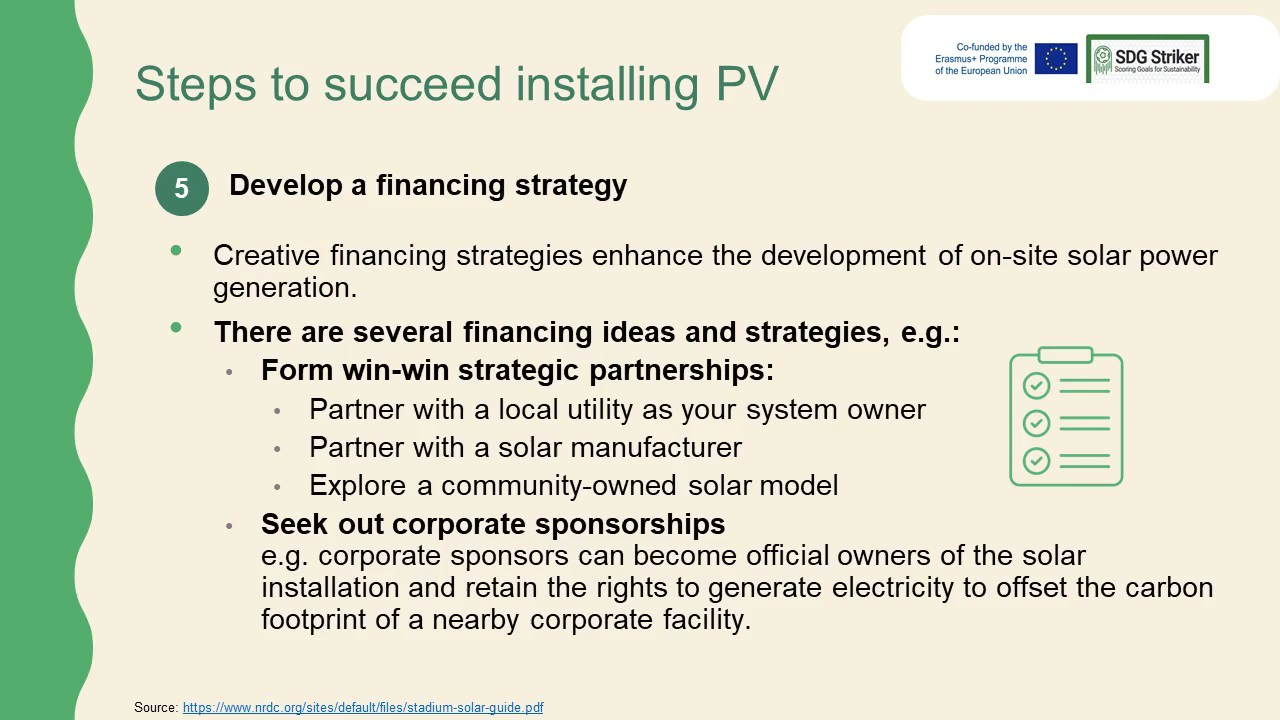 Steps to succeed installing PV
Co-funded by the
Erasmus+ Programme
of the European Union
SDG Striker
Scoring Goals for Sustainability
5
Develop a financing strategy
• Creative financing strategies enhance the development of on-site solar power
generation.
• There are several financing ideas and strategies, e.g.:
• Form win-win strategic partnerships:
• Partner with a local utility as your system owner
• Partner with a solar manufacturer
• Explore a community-owned solar model
• Seek out corporate sponsorships
e.g. corporate sponsors can become official owners of the solar
installation and retain the rights to generate electricity to offset the carbon
footprint of a nearby corporate facility.
Source: https://www.nrdc.org/sites/default/files/stadium-solar-guide.pdf